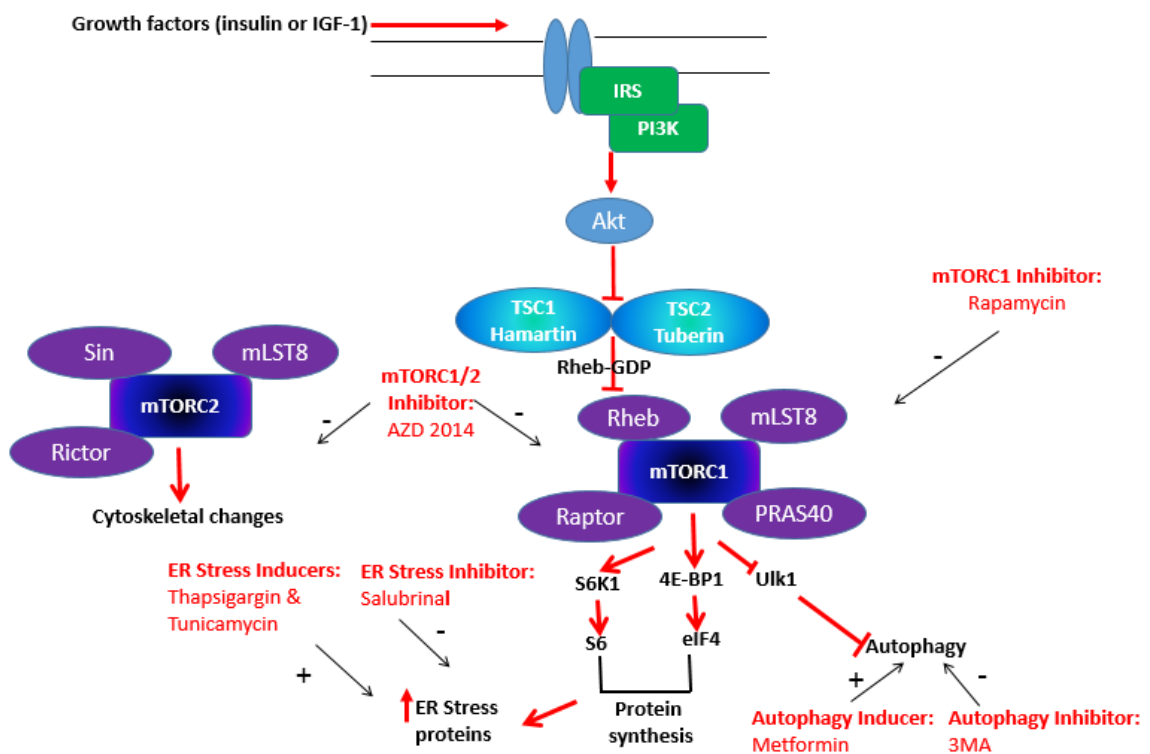 Growth factors (insulin or IGF-1)
IRS
PI3K
Akt
TSC1
Hamartin
TSC2
Tuberin
Rheb-GDP
mTORC1 Inhibitor:
Rapamycin
-
Sin
mLST8
mTORC2
Rictor
Cytoskeletal changes
mTORC1/2
Inhibitor:
AZD 2014
-
-
Rheb
mLST8
mTORC1
Raptor
PRAS40
ER Stress Inducers:
Thapsigargin &
Tunicamycin
+
ER Stress Inhibitor:
Salubrinal
-
S6K1
4E-BP1
Ulk1
S6
eIF4
Autophagy
ER Stress
proteins
Protein
synthesis
+
-
Autophagy Inducer:
Metformin
Autophagy Inhibitor:
3MA